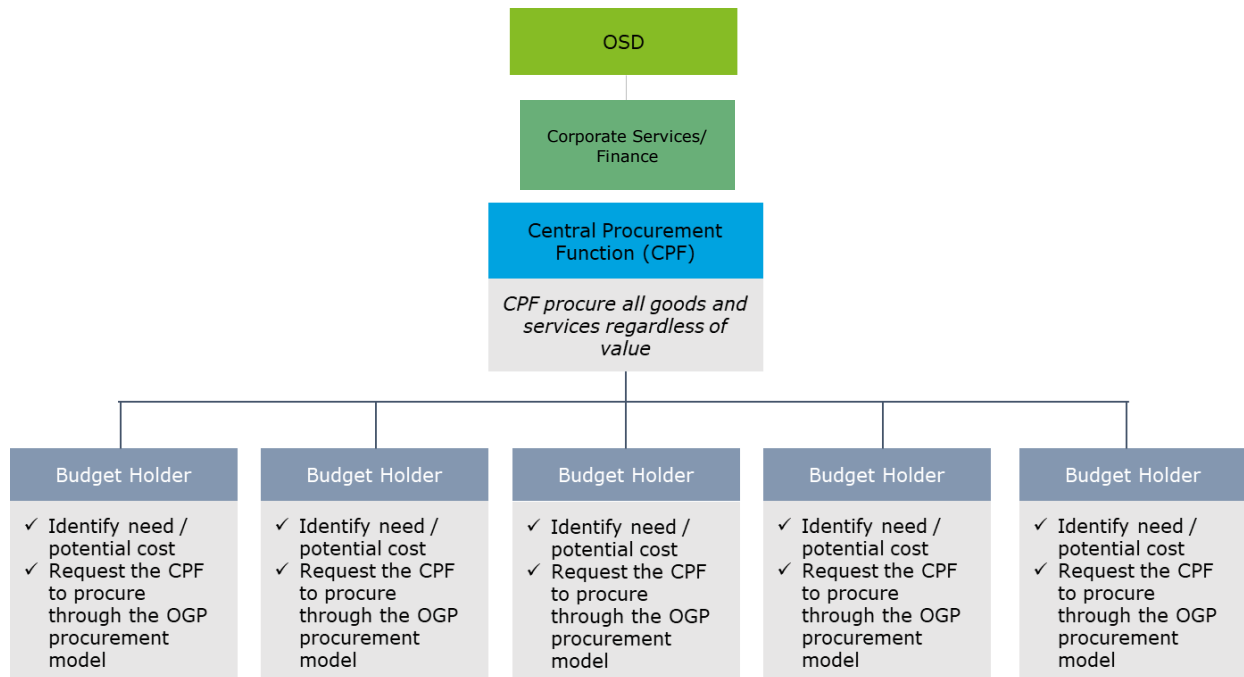 OSD
Corporate Services/
Finance
Central Procurement
Function (CPF)
CPF procure all goods and
services regardless of
value
Budget Holder
✓ Identify need /
potential cost
✓ Request the CPF
to procure
through the OGP
procurement
model
Budget Holder
✓ Identify need /
potential cost
✓ Request the CPF
to procure
through the OGP
procurement
model
Budget Holder
✓ Identify need /
potential cost
✓ Request the CPF
to procure
through the OGP
procurement
model
Budget Holder
✓ Identify need /
potential cost
✓ Request the CPF
to procure
through the OGP
procurement
model
Budget Holder
✓ Identify need /
potential cost
✓ Request the CPF
to procure
through the OGP
procurement
model